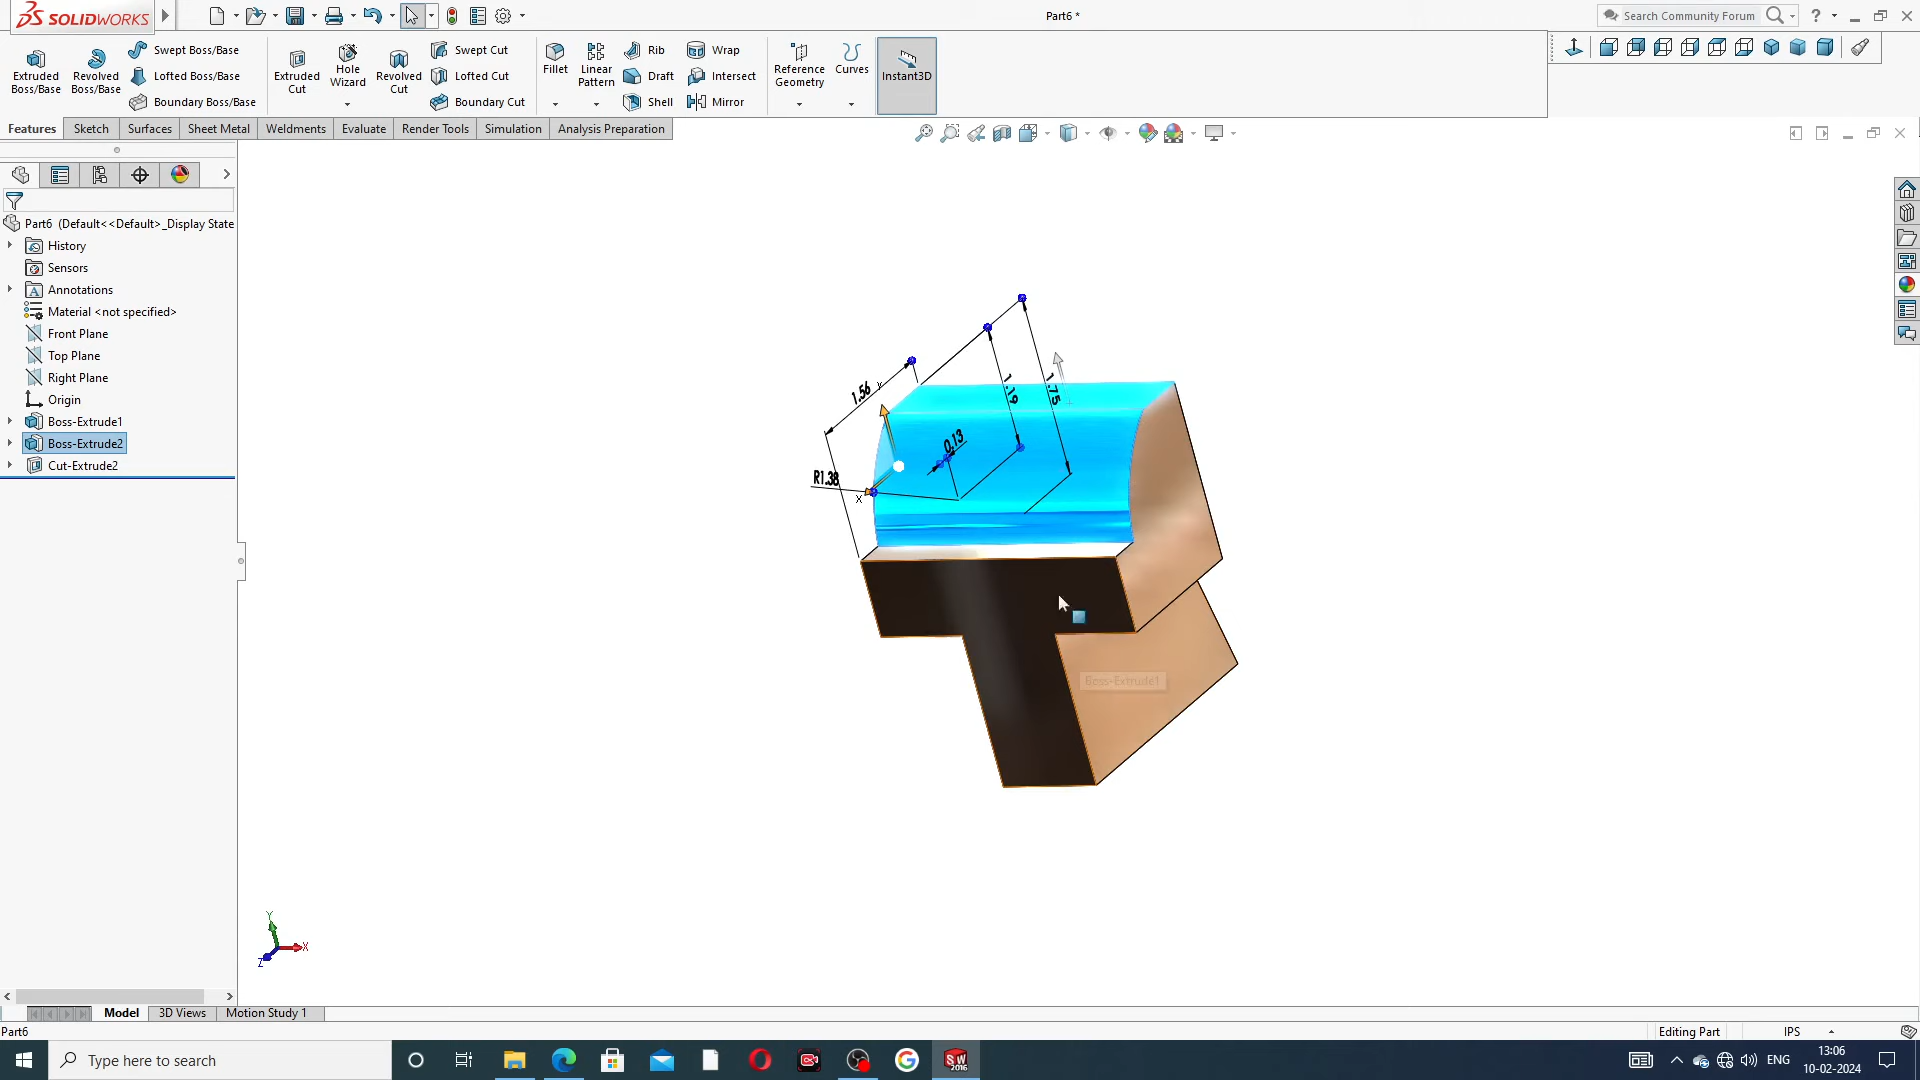 SOLIDWORKS
Part6 *
Search Community Forum
?
Extruded Boss/Base
Revolved Boss/Base
Swept Boss/Base
Lofted Boss/Base
Boundary Boss/Base
Extruded Cut
Hole Wizard
Revolved Cut
Swept Cut
Lofted Cut
Boundary Cut
Fillet
Linear Pattern
Rib
Draft
Shell
Wrap
Intersect
Mirror
Reference Geometry
Curves
Instant3D
Features
Sketch
Surfaces
Sheet Metal
Weldments
Evaluate
Render Tools
Simulation
Analysis Preparation
Part6 (Default<<Default>_Display State
History
Sensors
A
Annotations
Material <not specified>
Front Plane
Top Plane
Right Plane
Origin
Boss-Extrude1
Boss-Extrude2
Cut-Extrude2
1.56
Y
1.19
1.75
0.13
R1.38
X
Boss-Extrude1
Y
X
Z
Model
3D Views
Motion Study 1
Part6
Editing Part
IPS
Type here to search
SW
2016
ENG
13:06
10-02-2024